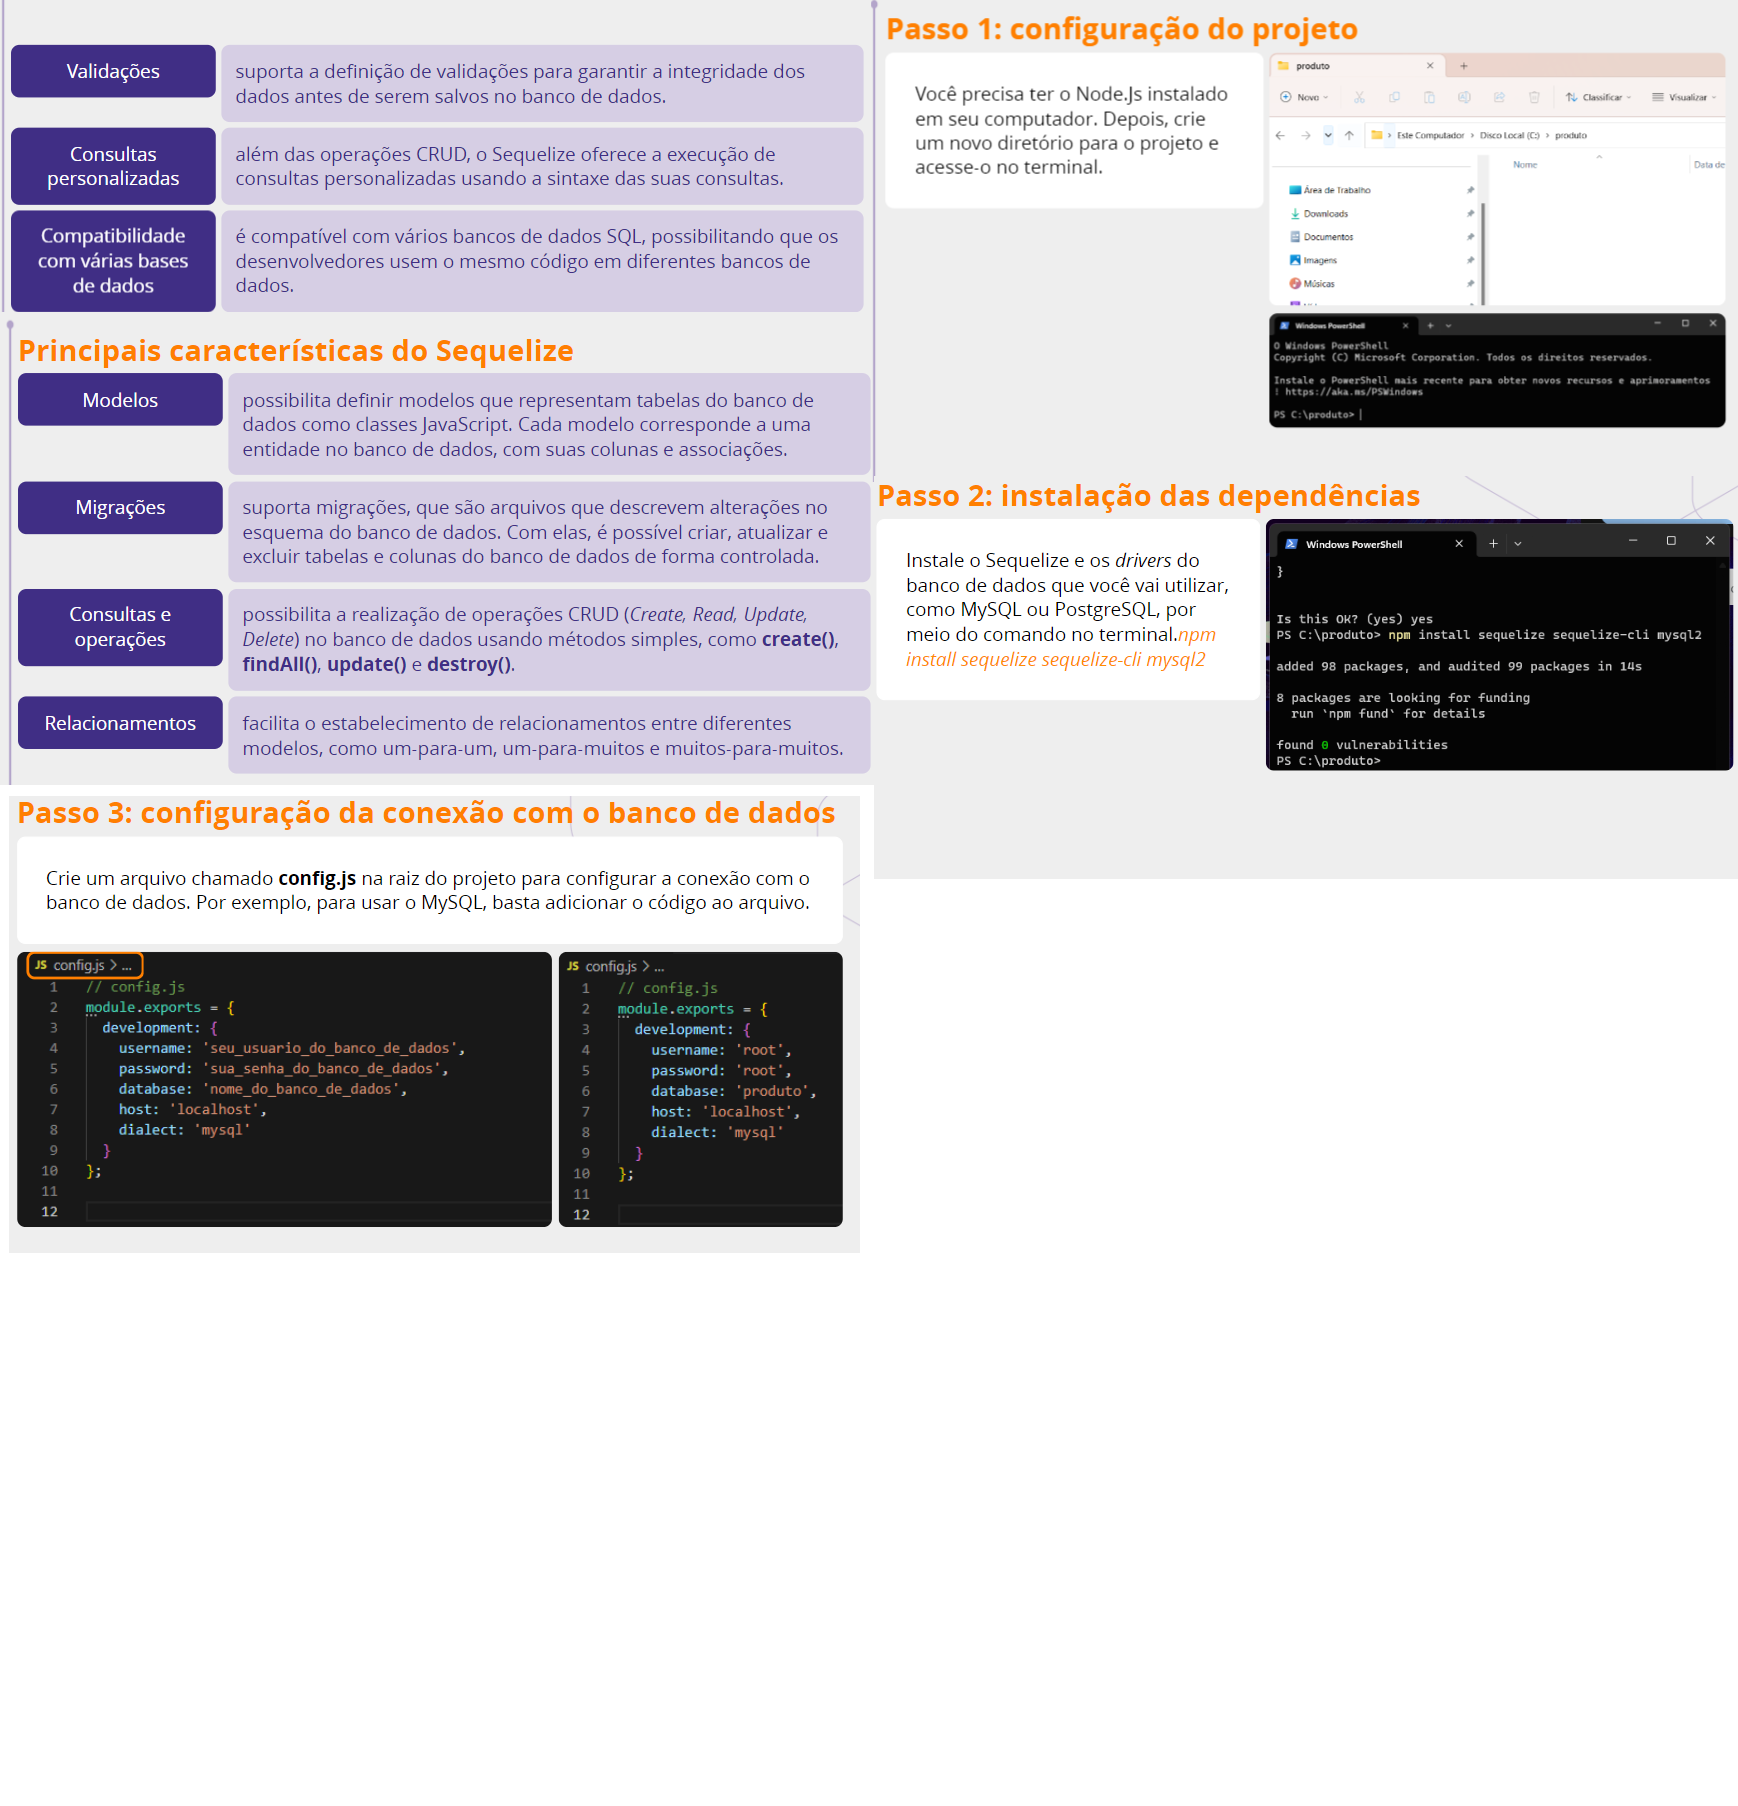 Validações
suporta a definição de validações para garantir a integridade dos
dados antes de serem salvos no banco de dados.
Consultas
personalizadas
além das operações CRUD, o Sequelize oferece a execução de
consultas personalizadas usando a sintaxe das suas consultas.
Compatibilidade
com várias bases
de dados
é compatível com vários bancos de dados SQL, possibilitando que os
desenvolvedores usem o mesmo código em diferentes bancos de
dados.
Principais características do Sequelize
Modelos
possibilita definir modelos que representam tabelas do banco de
dados como classes JavaScript. Cada modelo corresponde a uma
entidade no banco de dados, com suas colunas e associações.
Migrações
suporta migrações, que são arquivos que descrevem alterações no
esquema do banco de dados. Com elas, é possível criar, atualizar e
excluir tabelas e colunas do banco de dados de forma controlada.
Consultas e
operações
possibilita a realização de operações CRUD (Create, Read, Update,
Delete) no banco de dados usando métodos simples, como create(),
findAll(), update() e destroy().
Relacionamentos
facilita o estabelecimento de relacionamentos entre diferentes
modelos, como um-para-um, um-para-muitos e muitos-para-muitos.
Passo 1: configuração do projeto
Você precisa ter o Node.Js instalado
em seu computador. Depois, crie
um novo diretório para o projeto e
acesse-o no terminal.
produto
Novo
Classificar
Visualizar
Este Computador > Disco Local (C:) > produto
Nome
Data de
Área de Trabalho
Downloads
Documentos
Imagens
Músicas
Windows PowerShell
O Windows PowerShell
Copyright (C) Microsoft Corporation. Todos os direitos reservados.
Instale o PowerShell mais recente para obter novos recursos e aprimoramentos
! https://aka.ms/PSWindows
PS C:\produto>
Passo 2: instalação das dependências
Instale o Sequelize e os drivers do
banco de dados que você vai utilizar,
como MySQL ou PostgreSQL, por
meio do comando no terminal.npm
install sequelize sequelize-cli mysql2
Windows PowerShell
}
Is this OK? (yes) yes
PS C:\produto> npm install sequelize sequelize-cli mysql2
added 98 packages, and audited 99 packages in 14s
8 packages are looking for funding
run `npm fund` for details
found 0 vulnerabilities
PS C:\produto>
Passo 3: configuração da conexão com o banco de dados
Crie um arquivo chamado config.js na raiz do projeto para configurar a conexão com o
banco de dados. Por exemplo, para usar o MySQL, basta adicionar o código ao arquivo.
JS config.js > ...
1 // config.js
2 module.exports = {
3 development: {
4 username: 'seu_usuario_do_banco_de_dados',
5 password: 'sua_senha_do_banco_de_dados',
6 database: 'nome_do_banco_de_dados',
7 host: 'localhost',
8 dialect: 'mysql'
9 }
10 };
11
12
JS config.js > ...
1 // config.js
2 module.exports = {
3 development: {
4 username: 'root',
5 password: 'root',
6 database: 'produto',
7 host: 'localhost',
8 dialect: 'mysql'
9 }
10 };
11
12